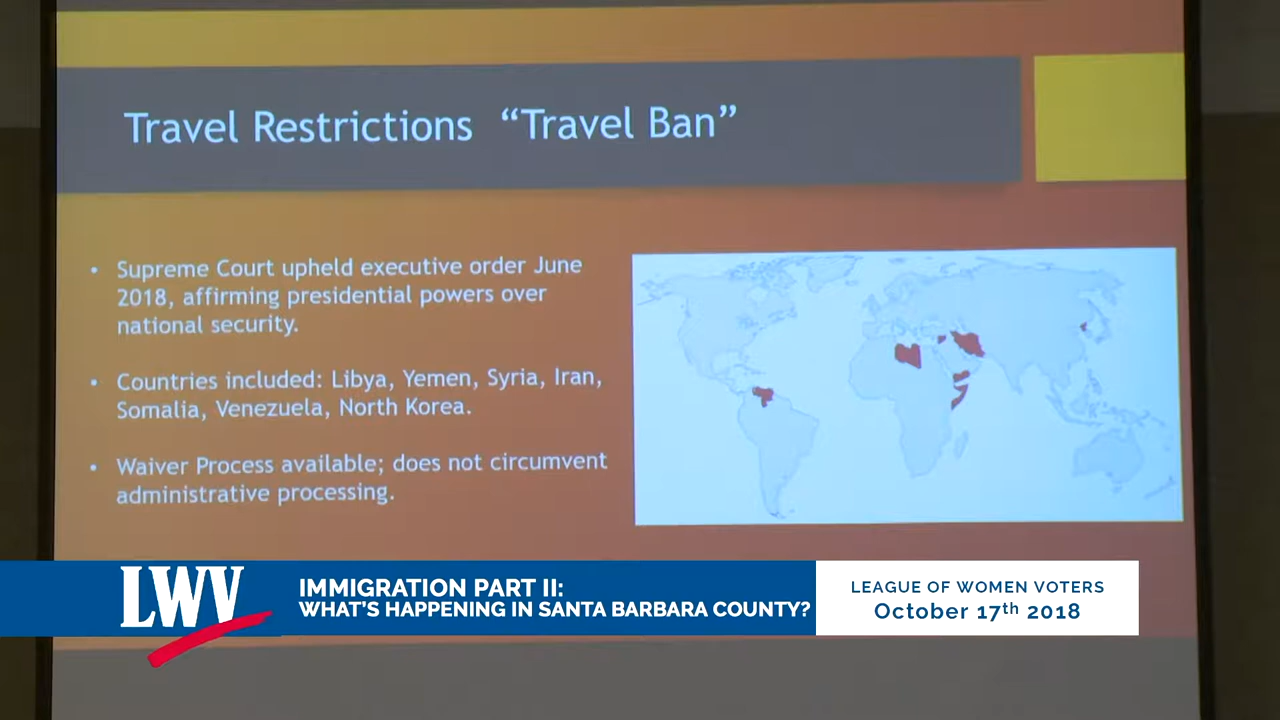 Travel Restrictions “Travel Ban”
• Supreme Court upheld executive order June
2018, affirming presidential powers over
national security.
• Countries included: Libya, Yemen, Syria, Iran,
Somalia, Venezuela, North Korea.
• Waiver Process available; does not circumvent
administrative processing.
LWV
IMMIGRATION PART II:
WHAT'S HAPPENING IN SANTA BARBARA COUNTY?
LEAGUE OF WOMEN VOTERS
October 17th 2018